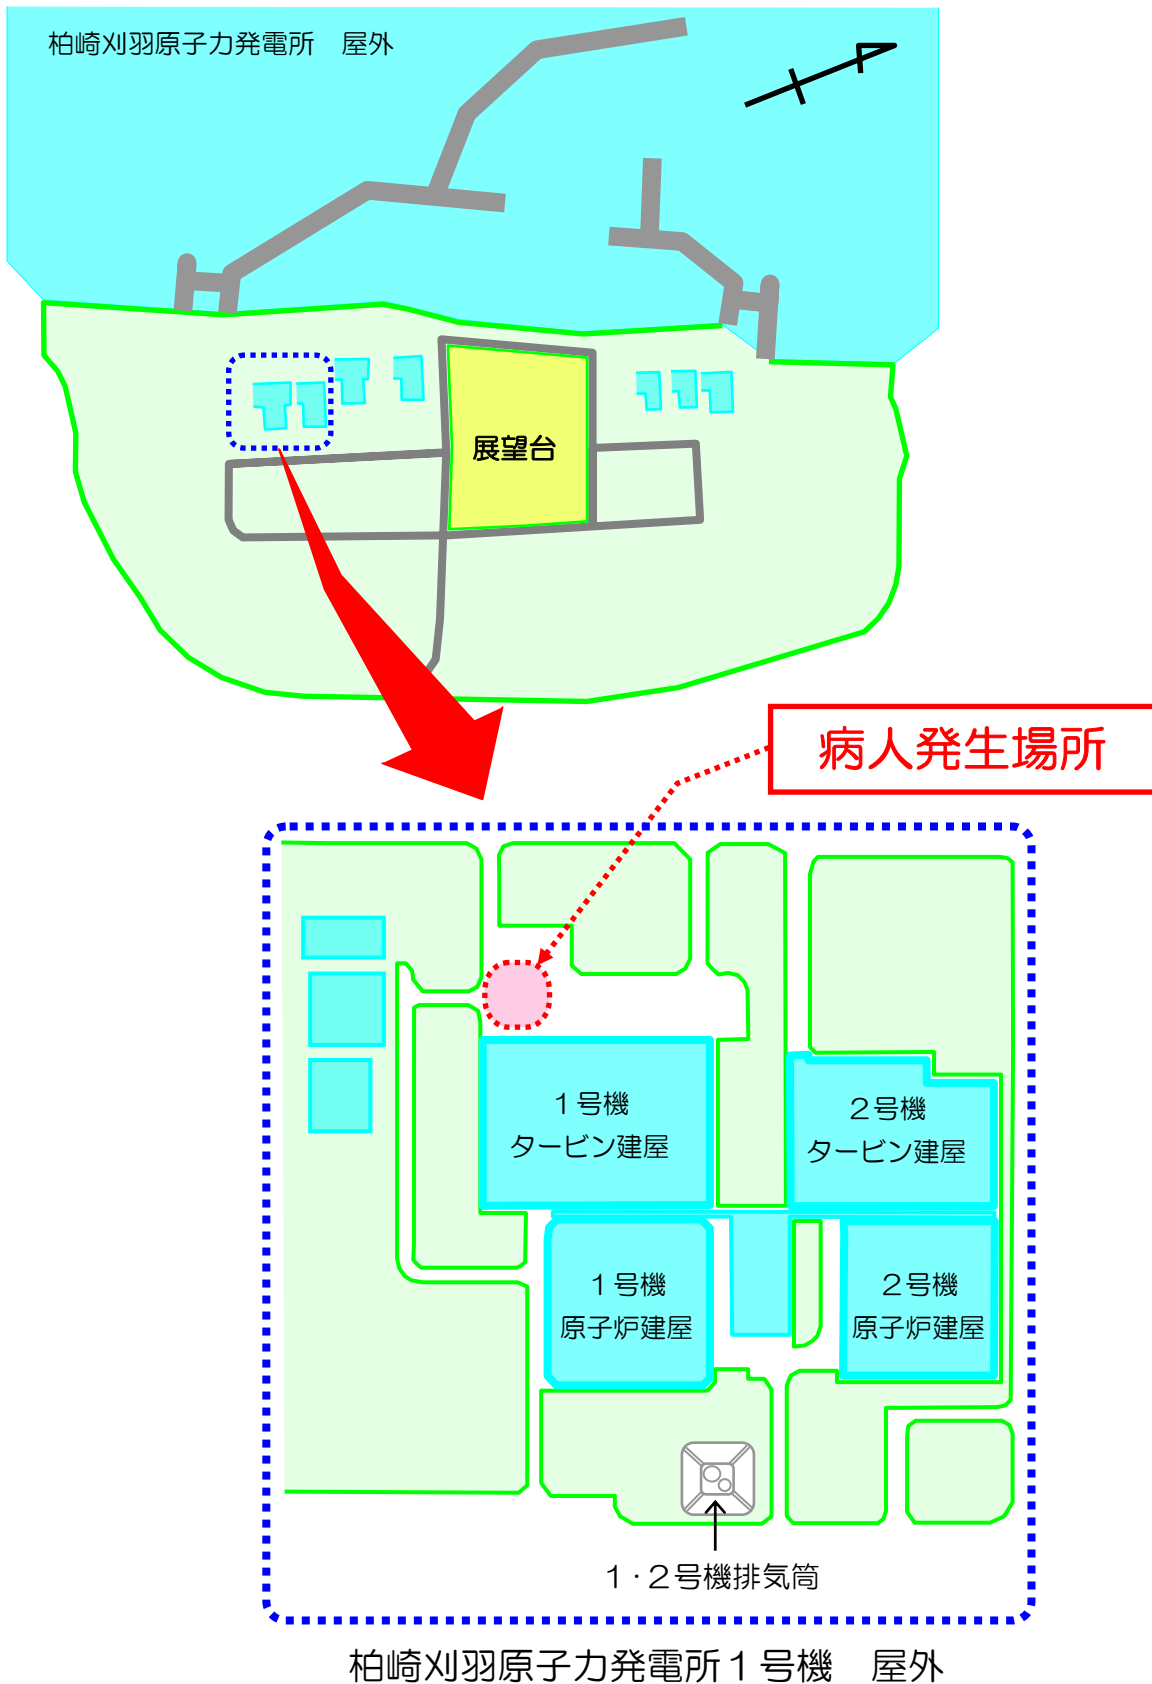 柏崎刈羽原子力発電所　屋外
展望台
病人発生場所
１号機
タービン建屋
２号機
タービン建屋
１号機
原子炉建屋
２号機
原子炉建屋
１・２号機排気筒
柏崎刈羽原子力発電所１号機　屋外